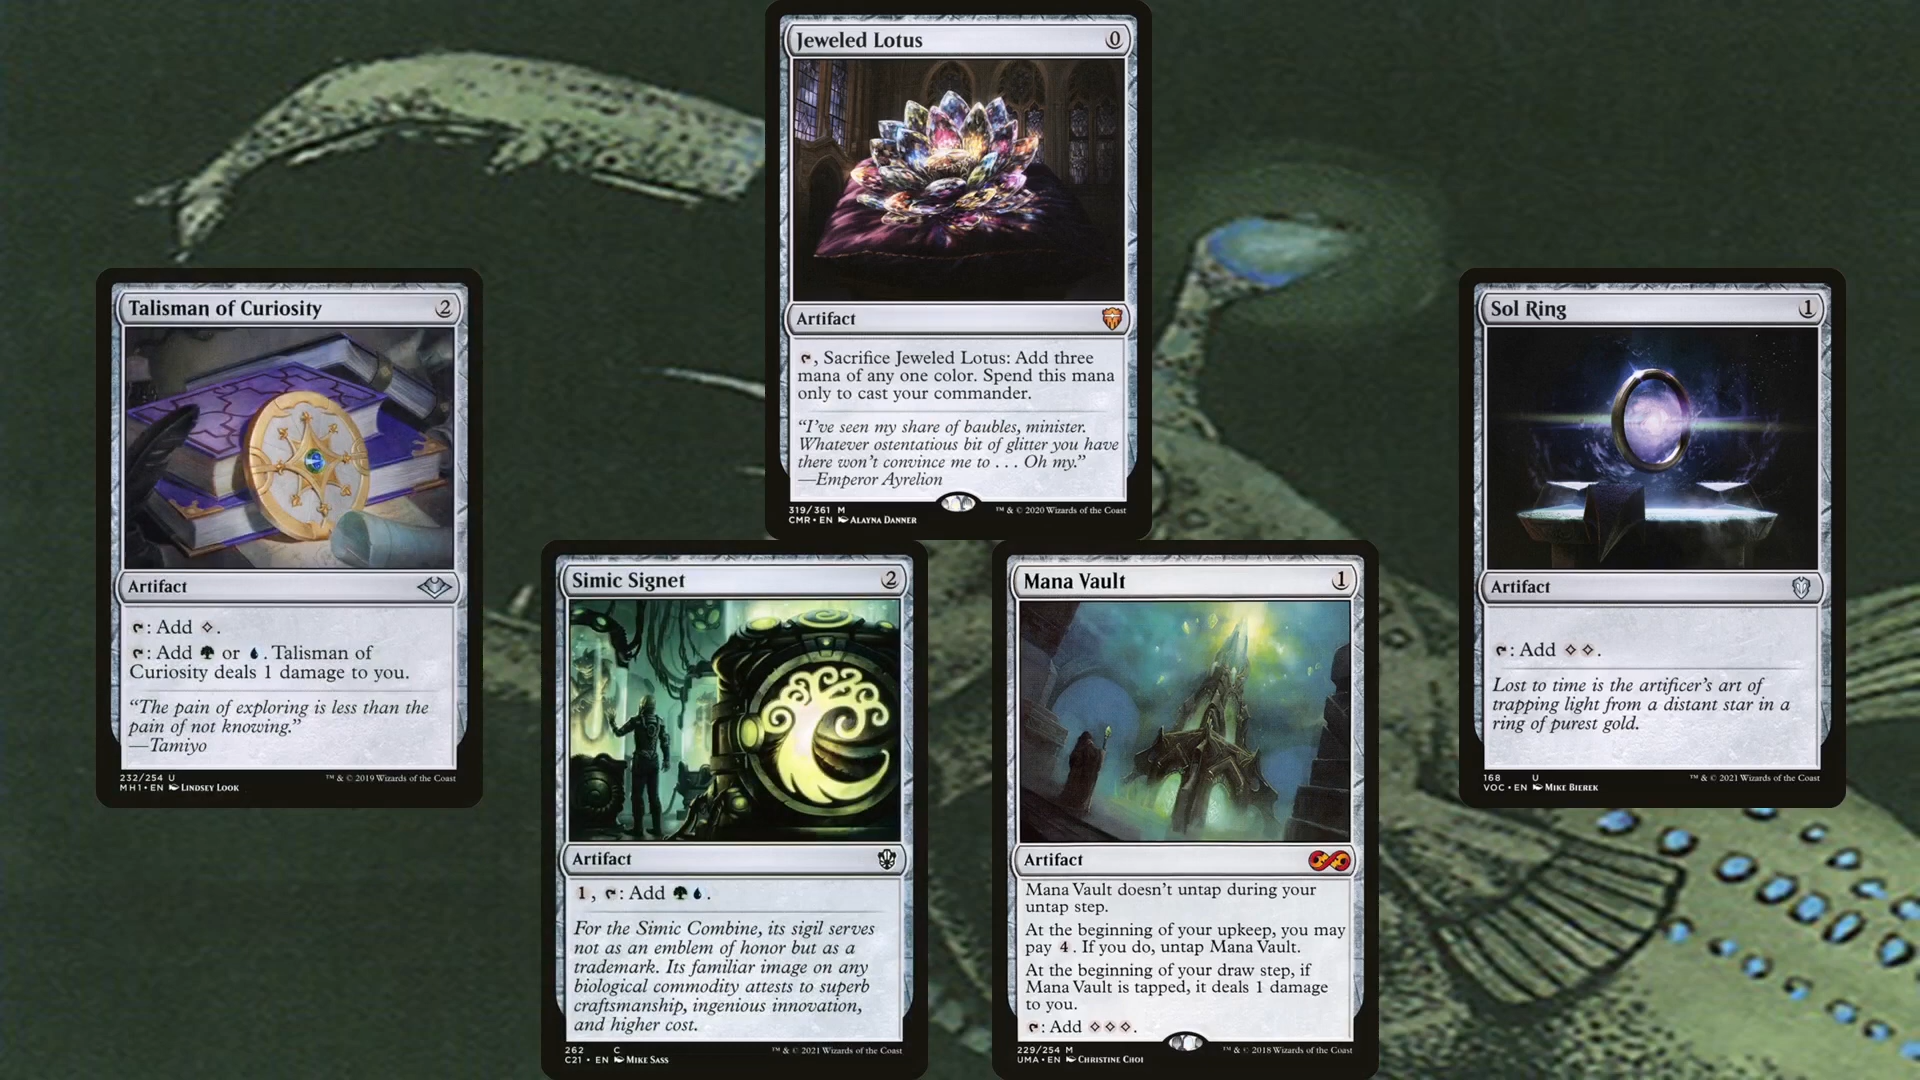 Jeweled Lotus 0
Artifact
, Sacrifice Jeweled Lotus: Add three
mana of any one color. Spend this mana
only to cast your commander.
“I’ve seen my share of baubles, minister.
Whatever ostentatious bit of glitter you have
there won’t convince me to . . . Oh my.”
—Emperor Ayrelion
319/361 M
CMR • EN ALAYNA DANNER
™ & © 2020 Wizards of the Coast
Talisman of Curiosity 2
Artifact
: Add .
: Add or . Talisman of
Curiosity deals 1 damage to you.
“The pain of exploring is less than the
pain of not knowing.”
—Tamiyo
232/254 U
MH1 • EN LINDSEY LOOK
™ & © 2019 Wizards of the Coast
Sol Ring 1
Artifact
: Add .
Lost to time is the artificer’s art of
trapping light from a distant star in a
ring of purest gold.
168 U
VOC • EN MIKE BIEREK
™ & © 2021 Wizards of the Coast
Simic Signet 2
Artifact
1 , : Add .
For the Simic Combine, its sigil serves
not as an emblem of honor but as a
trademark. Its familiar image on any
biological commodity attests to superb
craftsmanship, ingenious innovation,
and higher cost.
262 C
C21 • EN MIKE SASS
™ & © 2021 Wizards of the Coast
Mana Vault 1
Artifact
Mana Vault doesn’t untap during your
untap step.
At the beginning of your upkeep, you may
pay 4 . If you do, untap Mana Vault.
At the beginning of your draw step, if
Mana Vault is tapped, it deals 1 damage
to you.
: Add .
229/254 M
UMA • EN CHRISTINE CHOI
™ & © 2018 Wizards of the Coast